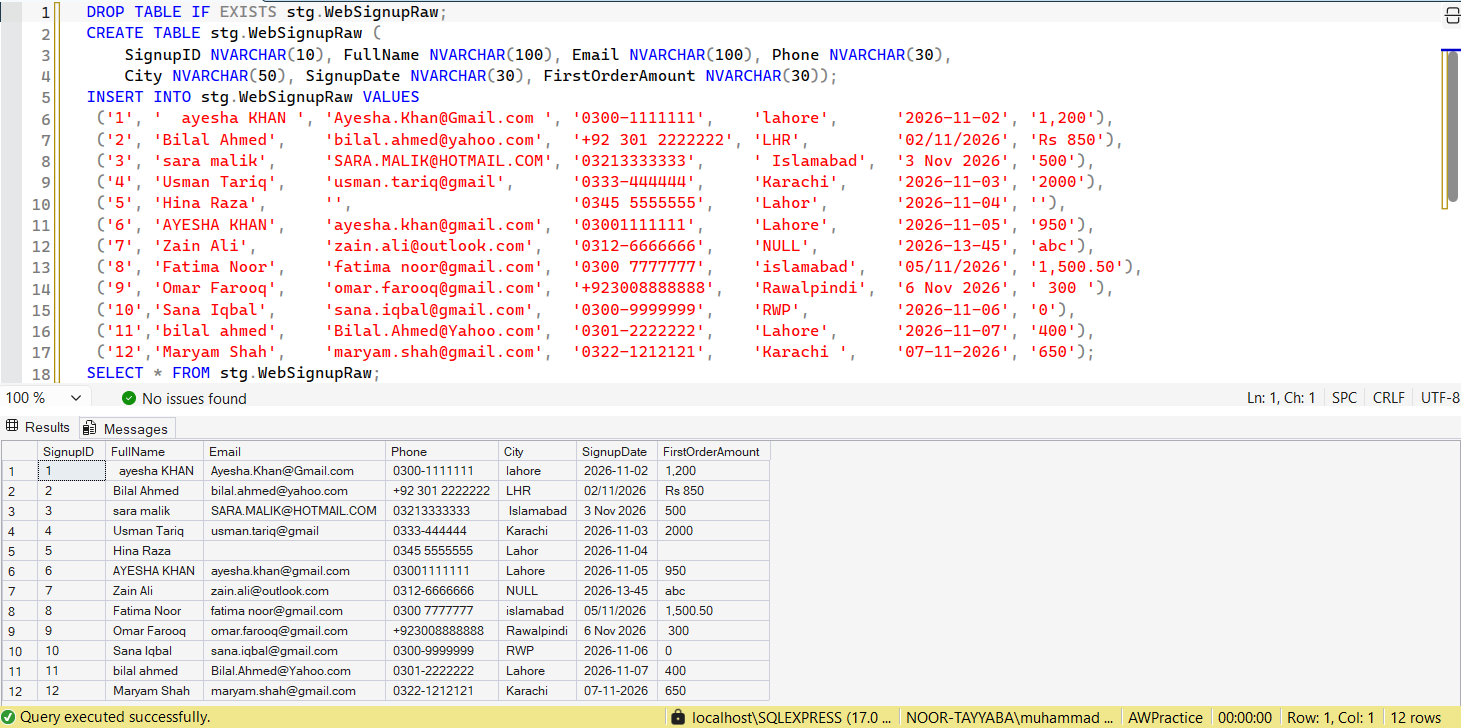 1 DROP TABLE IF EXISTS stg.WebSignupRaw;
2 CREATE TABLE stg.WebSignupRaw (
3 SignupID NVARCHAR(10), FullName NVARCHAR(100), Email NVARCHAR(100), Phone NVARCHAR(30),
4 City NVARCHAR(50), SignupDate NVARCHAR(30), FirstOrderAmount NVARCHAR(30));
5 INSERT INTO stg.WebSignupRaw VALUES
6 ('1', '  ayesha KHAN ', 'Ayesha.Khan@Gmail.com ', '0300-1111111', 'lahore', '2026-11-02', '1,200'),
7 ('2', 'Bilal Ahmed', 'bilal.ahmed@yahoo.com', '+92 301 2222222', 'LHR', '02/11/2026', 'Rs 850'),
8 ('3', 'sara malik', 'SARA.MALIK@HOTMAIL.COM', '03213333333', ' Islamabad', '3 Nov 2026', '500'),
9 ('4', 'Usman Tariq', 'usman.tariq@gmail', '0333-444444', 'Karachi', '2026-11-03', '2000'),
10 ('5', 'Hina Raza', '', '0345 5555555', 'Lahor', '2026-11-04', ''),
11 ('6', 'AYESHA KHAN', 'ayesha.khan@gmail.com', '03001111111', 'Lahore', '2026-11-05', '950'),
12 ('7', 'Zain Ali', 'zain.ali@outlook.com', '0312-6666666', 'NULL', '2026-13-45', 'abc'),
13 ('8', 'Fatima Noor', 'fatima noor@gmail.com', '0300 7777777', 'islamabad', '05/11/2026', '1,500.50'),
14 ('9', 'Omar Farooq', 'omar.farooq@gmail.com', '+923008888888', 'Rawalpindi', '6 Nov 2026', ' 300 '),
15 ('10','Sana Iqbal', 'sana.iqbal@gmail.com', '0300-9999999', 'RWP', '2026-11-06', '0'),
16 ('11','bilal ahmed', 'Bilal.Ahmed@Yahoo.com', '0301-2222222', 'Lahore', '2026-11-07', '400'),
17 ('12','Maryam Shah', 'maryam.shah@gmail.com', '0322-1212121', 'Karachi ', '07-11-2026', '650');
18 SELECT * FROM stg.WebSignupRaw;
100 % No issues found Ln: 1, Ch: 1 SPC CRLF UTF-8
Results Messages
SignupID FullName Email Phone City SignupDate FirstOrderAmount
1 1 ayesha KHAN Ayesha.Khan@Gmail.com 0300-1111111 lahore 2026-11-02 1,200
2 2 Bilal Ahmed bilal.ahmed@yahoo.com +92 301 2222222 LHR 02/11/2026 Rs 850
3 3 sara malik SARA.MALIK@HOTMAIL.COM 03213333333 Islamabad 3 Nov 2026 500
4 4 Usman Tariq usman.tariq@gmail 0333-444444 Karachi 2026-11-03 2000
5 5 Hina Raza 0345 5555555 Lahor 2026-11-04
6 6 AYESHA KHAN ayesha.khan@gmail.com 03001111111 Lahore 2026-11-05 950
7 7 Zain Ali zain.ali@outlook.com 0312-6666666 NULL 2026-13-45 abc
8 8 Fatima Noor fatima noor@gmail.com 0300 7777777 islamabad 05/11/2026 1,500.50
9 9 Omar Farooq omar.farooq@gmail.com +923008888888 Rawalpindi 6 Nov 2026 300
10 10 Sana Iqbal sana.iqbal@gmail.com 0300-9999999 RWP 2026-11-06 0
11 11 bilal ahmed Bilal.Ahmed@Yahoo.com 0301-2222222 Lahore 2026-11-07 400
12 12 Maryam Shah maryam.shah@gmail.com 0322-1212121 Karachi 07-11-2026 650
Query executed successfully. localhost\SQLEXPRESS (17.0 ... NOOR-TAYYABA\muhammad ... AWPractice 00:00:00 Row: 1, Col: 1 12 rows